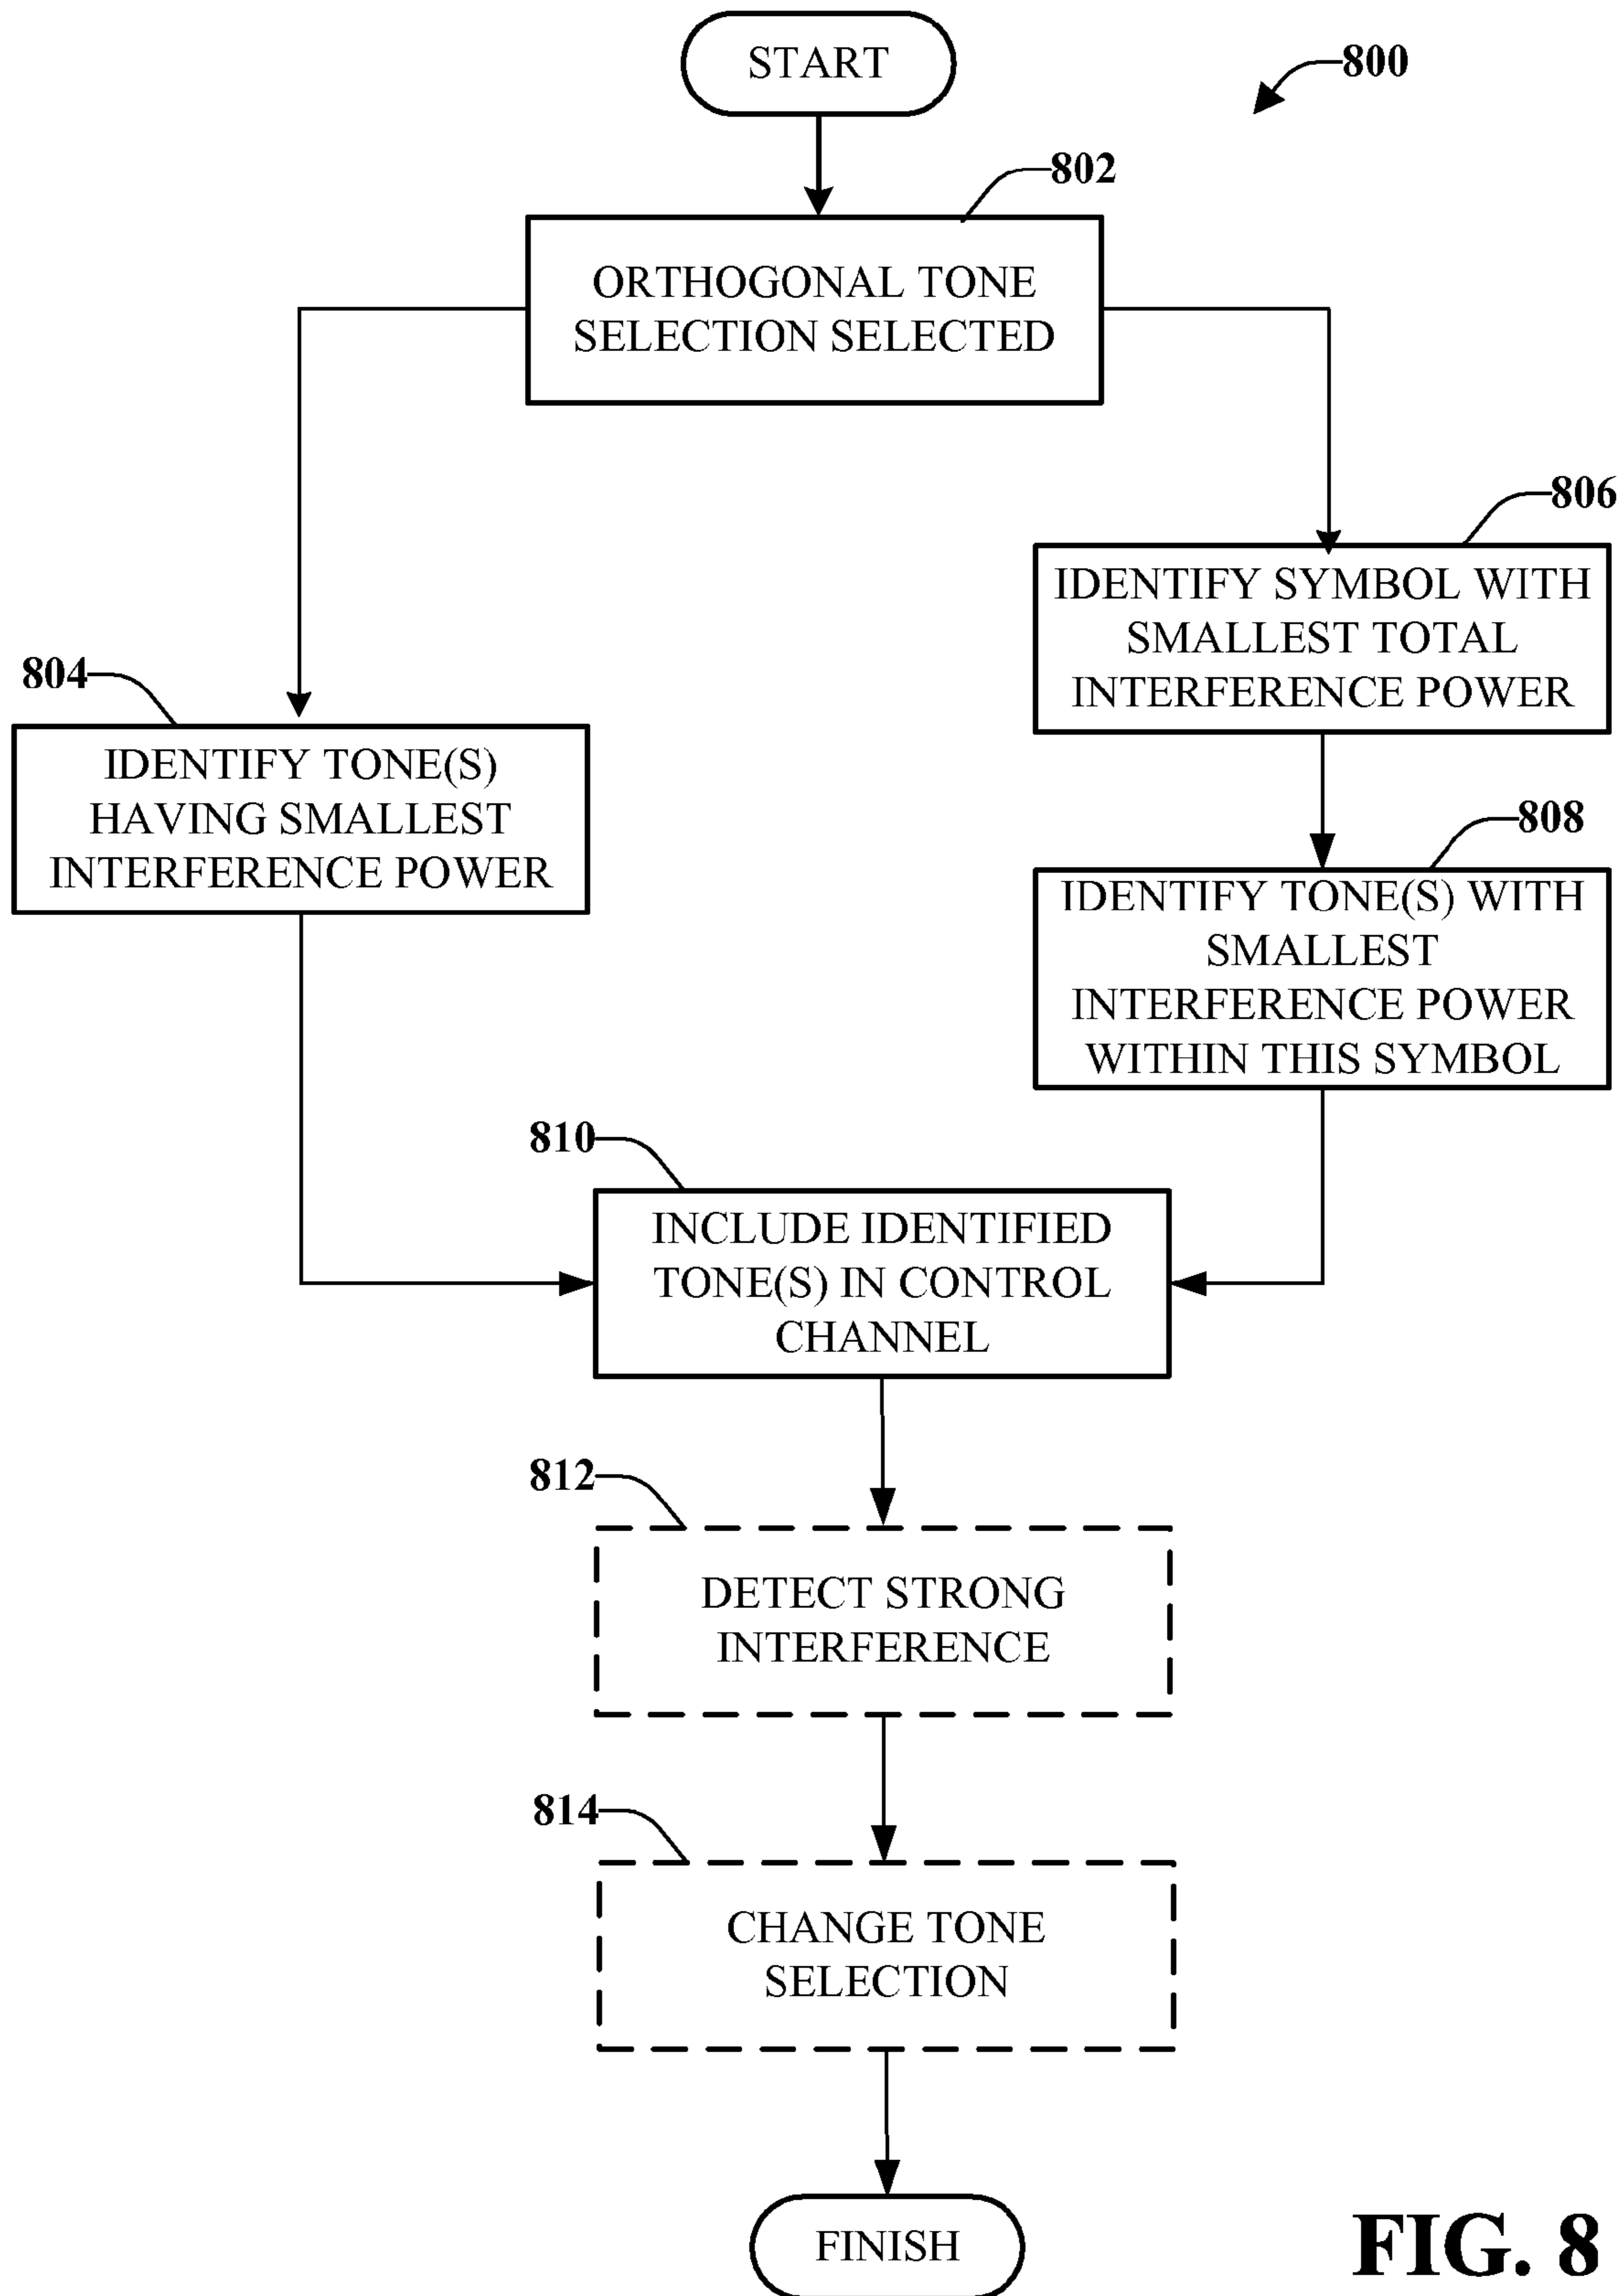 START
800
802
ORTHOGONAL TONE
SELECTION SELECTED
806
IDENTIFY SYMBOL WITH
SMALLEST TOTAL
INTERFERENCE POWER
804
IDENTIFY TONE(S)
HAVING SMALLEST
INTERFERENCE POWER
808
IDENTIFY TONE(S) WITH
SMALLEST
INTERFERENCE POWER
WITHIN THIS SYMBOL
810
INCLUDE IDENTIFIED
TONE(S) IN CONTROL
CHANNEL
812
DETECT STRONG
INTERFERENCE
814
CHANGE TONE
SELECTION
FINISH
FIG. 8